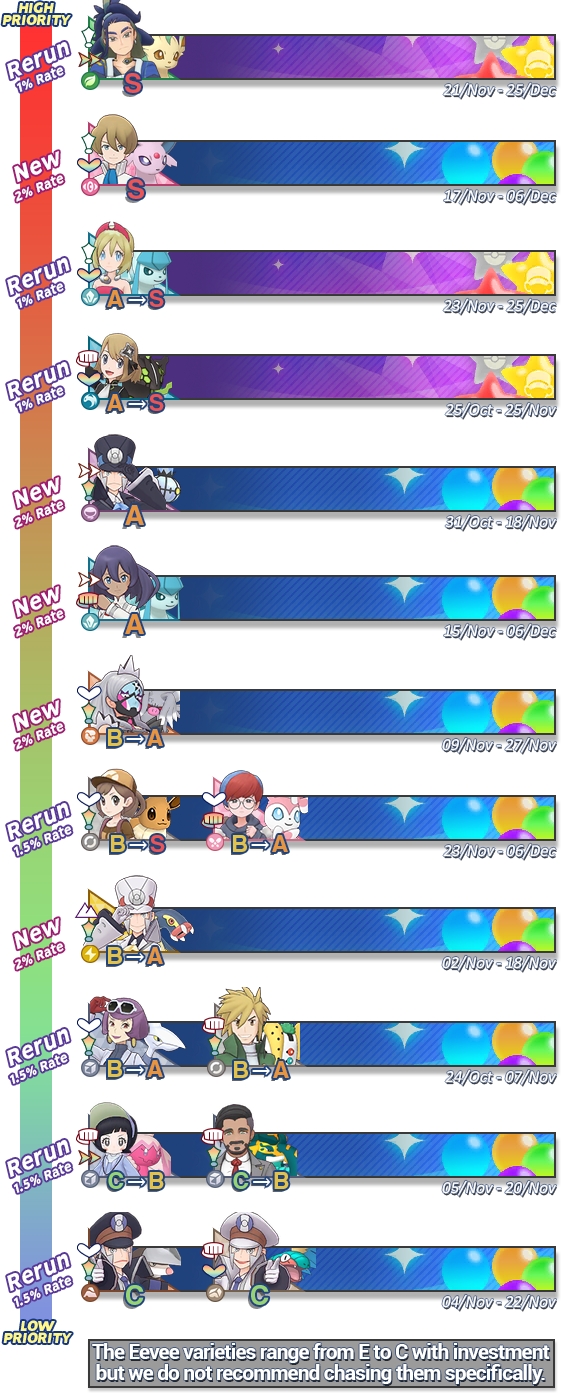 HIGH
PRIORITY
Rerun
1% Rate
S
21/Nov - 25/Dec
New
2% Rate
S
17/Nov - 06/Dec
Rerun
1% Rate
A→S
23/Nov - 25/Dec
Rerun
1% Rate
A→S
25/Oct - 25/Nov
New
2% Rate
A
31/Oct - 18/Nov
New
2% Rate
A
15/Nov - 06/Dec
New
2% Rate
B→A
09/Nov - 27/Nov
Rerun
1.5% Rate
B→S B→A
23/Nov - 06/Dec
New
2% Rate
B→A
02/Nov - 18/Nov
Rerun
1.5% Rate
B→A B→A
24/Oct - 07/Nov
Rerun
1.5% Rate
C→B C→B
05/Nov - 20/Nov
Rerun
1.5% Rate
C C
04/Nov - 22/Nov
LOW
PRIORITY
The Eevee varieties range from E to C with investment
but we do not recommend chasing them specifically.